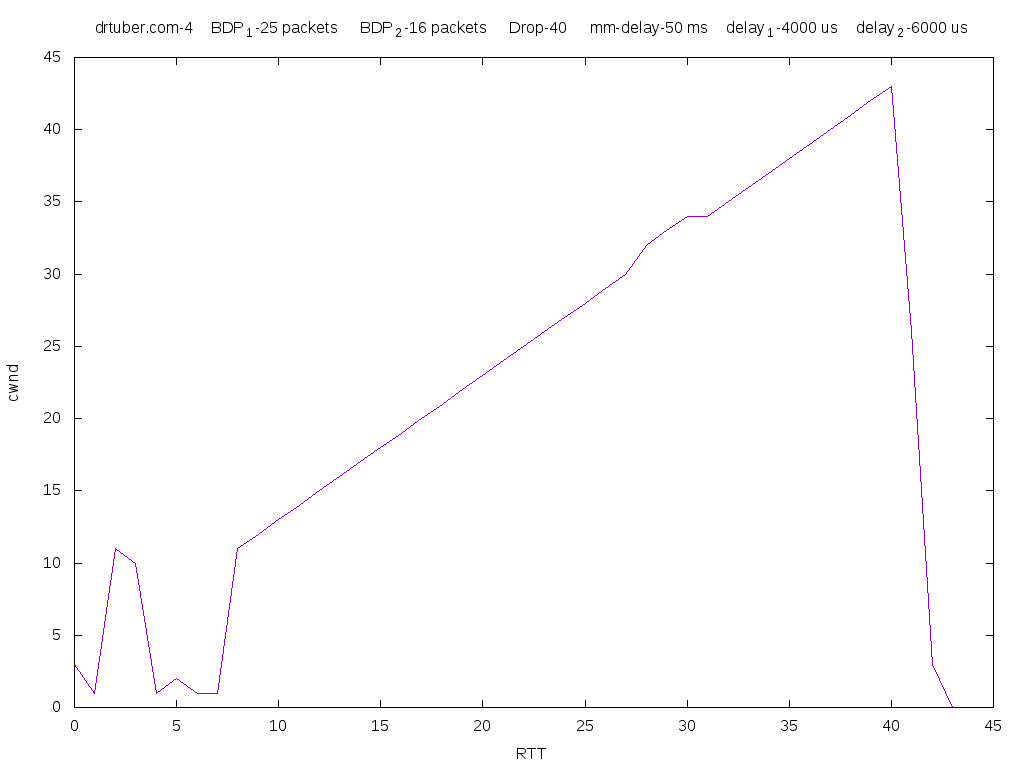 drtuber.com-4 BDP1-25 packets BDP2-16 packets Drop-40 mm-delay-50 ms delay1-4000 us delay2-6000 us
45
40
35
30
25
20
15
10
5
0
cwnd
0 5 10 15 20 25 30 35 40 45
RTT